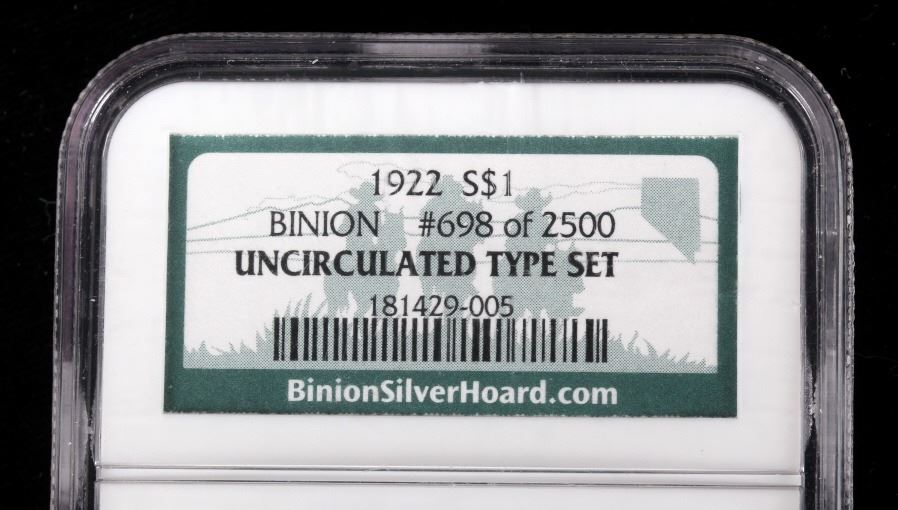 1922 S$1
BINION #698 of 2500
UNCIRCULATED TYPE SET
181429-005
BinionSilverHoard.com